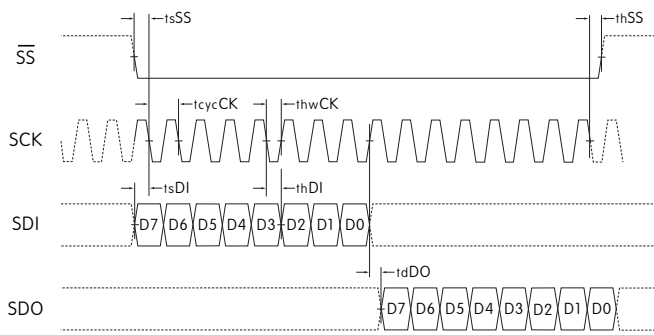 tsSS
thSS
SS
tcycCK
thwCK
SCK
tsDI
thDI
SDI
D7 D6 D5 D4 D3 D2 D1 D0
tdDO
SDO
D7 D6 D5 D4 D3 D2 D1 D0